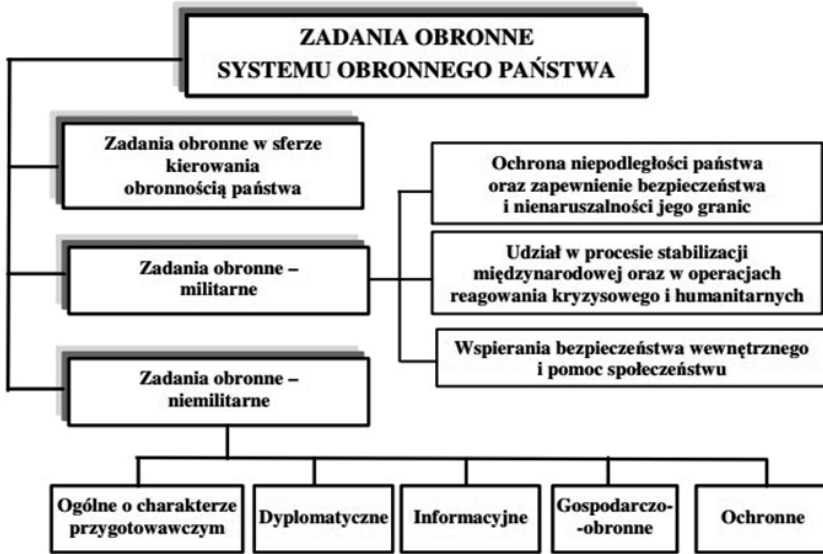 ZADANIA OBRONNE
SYSTEMU OBRONNEGO PAŃSTWA
Zadania obronne w sferze
kierowania
obronnością państwa
Zadania obronne –
militarne
Zadania obronne –
niemilitarne
Ochrona niepodległości państwa
oraz zapewnienie bezpieczeństwa
i nienaruszalności jego granic
Udział w procesie stabilizacji
międzynarodowej oraz w operacjach
reagowania kryzysowego i humanitarnych
Wspierania bezpieczeństwa wewnętrznego
i pomoc społeczeństwu
Ogólne o charakterze
przygotowawczym
Dyplomatyczne
Informacyjne
Gospodarczo-
-obronne
Ochronne